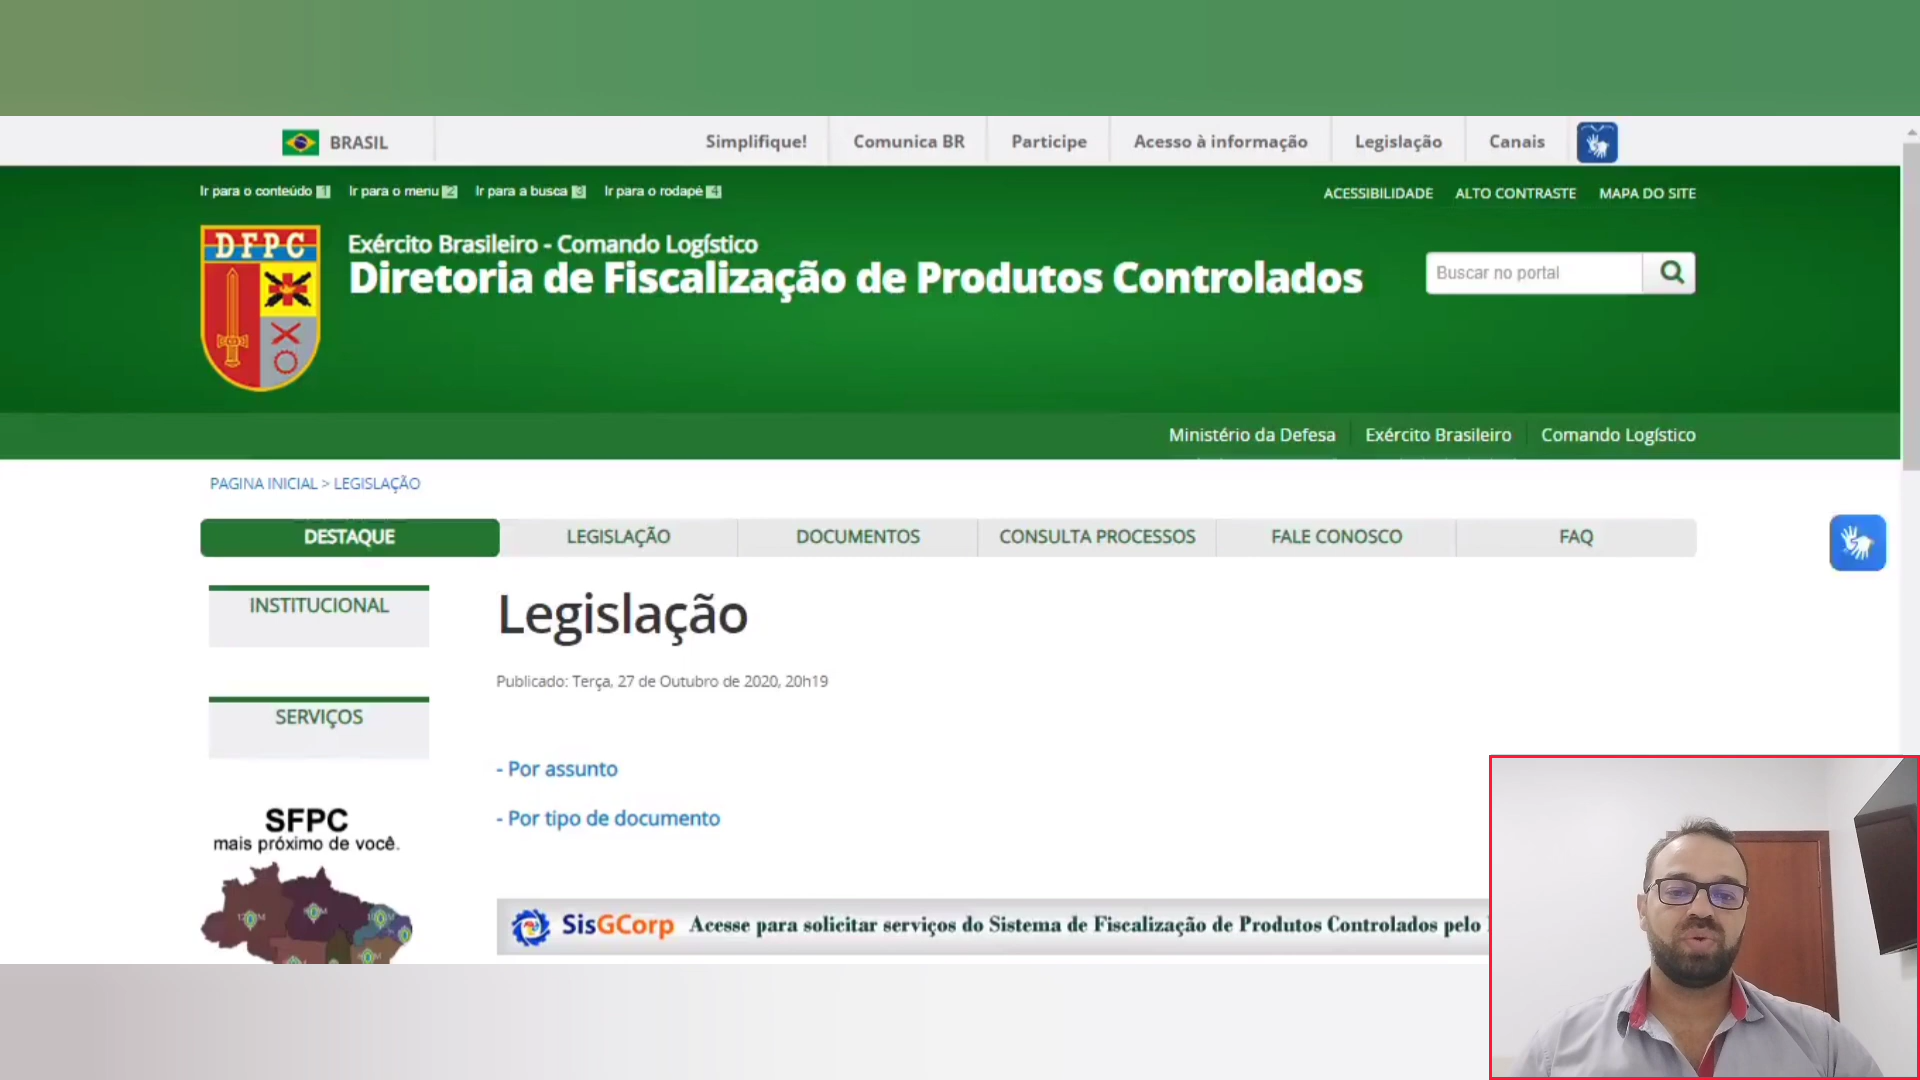 BRASIL
Simplifique!
Comunica BR
Participe
Acesso à informação
Legislação
Canais
Ir para o conteúdo 1
Ir para o menu 2
Ir para a busca 3
Ir para o rodapé 4
ACESSIBILIDADE
ALTO CONTRASTE
MAPA DO SITE
DFPC
Exército Brasileiro - Comando Logístico
Diretoria de Fiscalização de Produtos Controlados
Buscar no portal
Ministério da Defesa
Exército Brasileiro
Comando Logístico
PAGINA INICIAL > LEGISLAÇÃO
DESTAQUE
LEGISLAÇÃO
DOCUMENTOS
CONSULTA PROCESSOS
FALE CONOSCO
FAQ
INSTITUCIONAL
SERVIÇOS
SFPC
mais próximo de você.
Legislação
Publicado: Terça, 27 de Outubro de 2020, 20h19
- Por assunto
- Por tipo de documento
SisGCorp Acesse para solicitar serviços do Sistema de Fiscalização de Produtos Controlados pelo